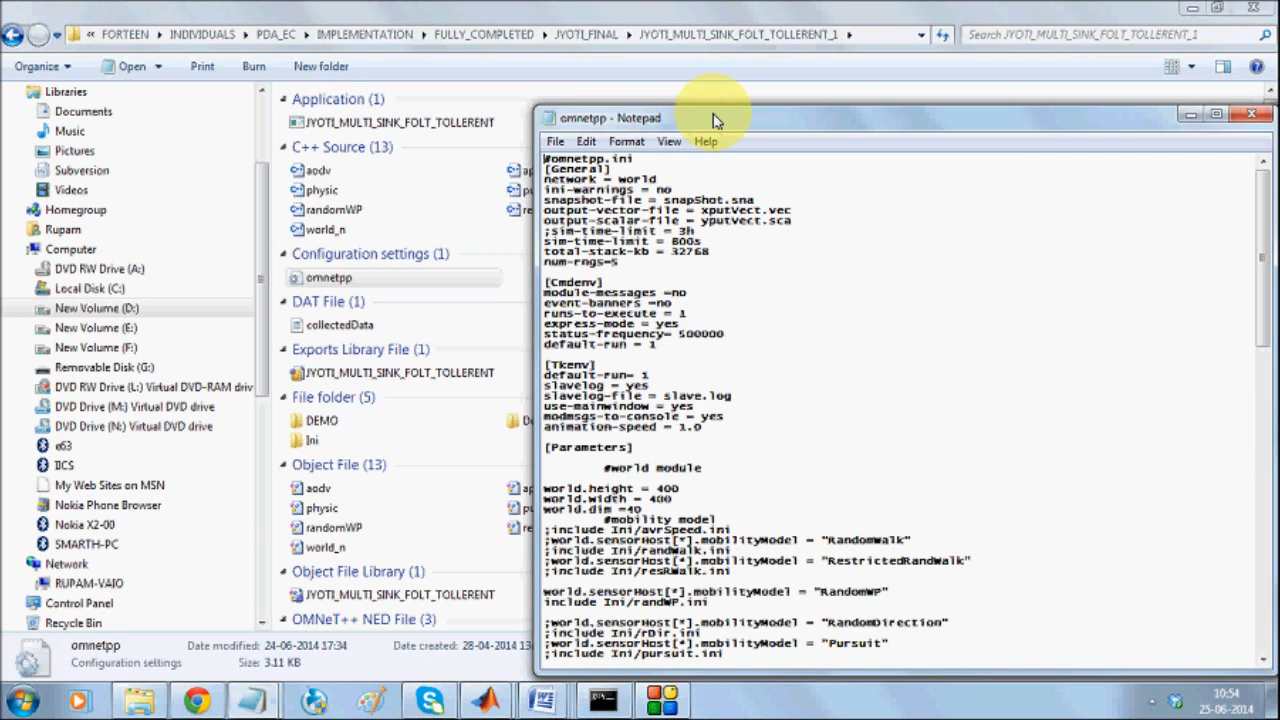 « FORTEEN ▸ INDIVIDUALS ▸ PDA_EC ▸ IMPLEMENTATION ▸ FULLY_COMPLETED ▸ JYOTI_FINAL ▸ JYOTI_MULTI_SINK_FOLT_TOLLERENT_1 ▸
Search JYOTI_MULTI_SINK_FOLT_TOLLERENT_1
Organize Open Print Burn New folder
Libraries
Documents
Music
Pictures
Subversion
Videos
Homegroup
Rupam
Computer
DVD RW Drive (A:)
Local Disk (C:)
New Volume (D:)
New Volume (E:)
New Volume (F:)
Removable Disk (G:)
DVD RW Drive (L:) Virtual DVD-RAM driv
DVD Drive (M:) Virtual DVD drive
DVD Drive (N:) Virtual DVD drive
e63
BCS
My Web Sites on MSN
Nokia Phone Browser
Nokia X2-00
SMARTH-PC
Network
RUPAM-VAIO
Control Panel
Recycle Bin
Application (1)
JYOTI_MULTI_SINK_FOLT_TOLLERENT
C++ Source (13)
aodv
physic
randomWP
world_n
ap
pu
re
Configuration settings (1)
omnetpp
DAT File (1)
collectedData
Exports Library File (1)
JYOTI_MULTI_SINK_FOLT_TOLLERENT
File folder (5)
DEMO
Ini
De
Object File (13)
aodv
physic
randomWP
world_n
ap
pu
re
Object File Library (1)
JYOTI_MULTI_SINK_FOLT_TOLLERENT
OMNeT++ NED File (3)
omnetpp - Notepad
File Edit Format View Help
#omnetpp.ini
[General]
network = world
ini-warnings = no
snapshot-file = snapShot.sna
output-vector-file = xputVect.vec
output-scalar-file = yputVect.sca
;sim-time-limit = 3h
sim-time-limit = 800s
total-stack-kb = 32768
num-rngs=5
[Cmdenv]
module-messages =no
event-banners =no
runs-to-execute = 1
express-mode = yes
status-frequency= 500000
default-run = 1
[Tkenv]
default-run= 1
slavelog = yes
slavelog-file = slave.log
use-mainwindow = yes
modmsgs-to-console = yes
animation-speed = 1.0
[Parameters]
#world module
world.height = 400
world.width = 400
world.dim =40
#mobility model
;include Ini/avrSpeed.ini
;world.sensorHost[*].mobilityModel = "RandomWalk"
;include Ini/randWalk.ini
;world.sensorHost[*].mobilityModel = "RestrictedRandWalk"
;include Ini/resRWalk.ini
world.sensorHost[*].mobilityModel = "RandomWP"
include Ini/randWP.ini
;world.sensorHost[*].mobilityModel = "RandomDirection"
;include Ini/rDir.ini
;world.sensorHost[*].mobilityModel = "Pursuit"
;include Ini/pursuit.ini
omnetpp Date modified: 24-06-2014 17:34 Date created: 28-04-2014 13:
Configuration settings Size: 3.11 KB
10:54
25-06-2014